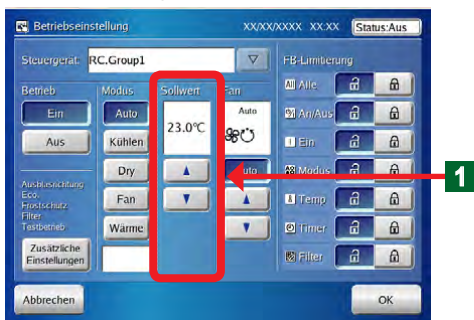 Betriebseinstellung XX/XX/XXXX XX:XX Status:Aus
Steuergerät RC.Group1 FB-Limitierung
Betrieb Modus Sollwert Fan
Ein Auto 23.0°C Auto
Aus Kühlen
Dry Auto
Fan
Wärme
Ausblasrichtung
Eco.
Frostschutz
Filter
Testbetrieb
Zusätzliche
Einstellungen
Alle
An/Aus
Ein
Modus
Temp
Timer
Filter
1
Abbrechen OK